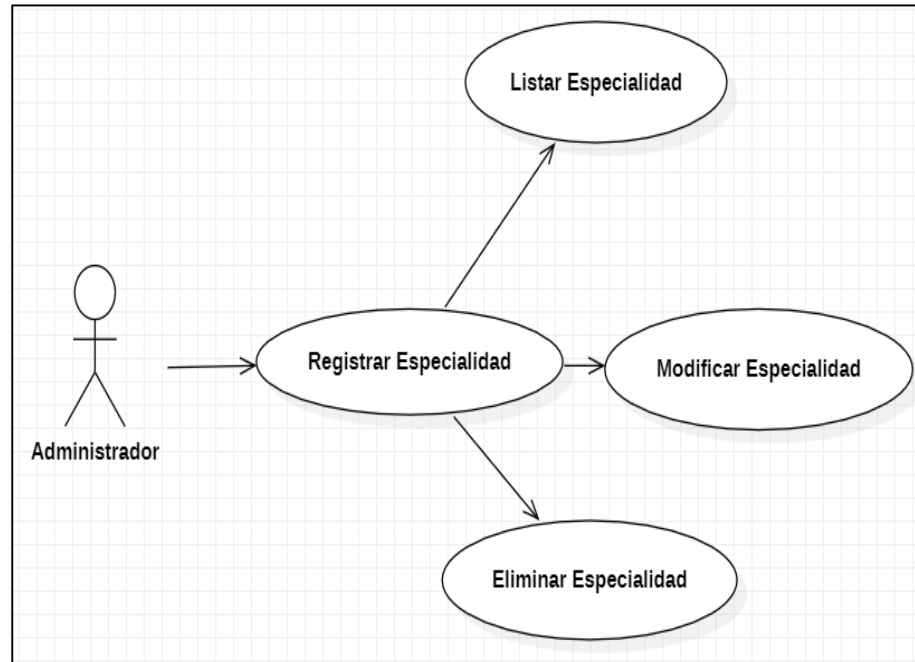 Listar Especialidad
Registrar Especialidad
Modificar Especialidad
Administrador
Eliminar Especialidad